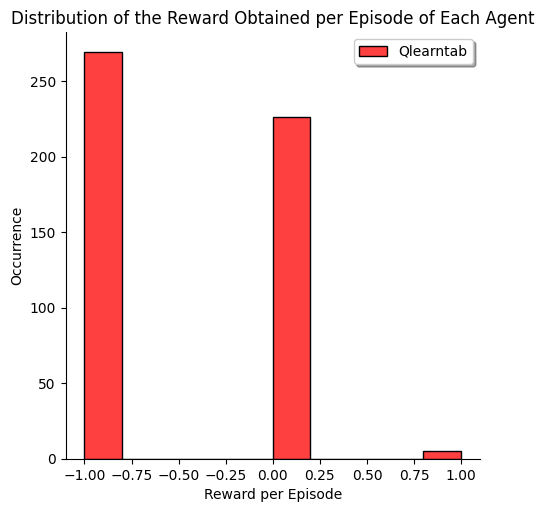 Distribution of the Reward Obtained per Episode of Each Agent
Qlearntab
250
200
150
100
50
0
Occurrence
−1.00 −0.75 −0.50 −0.25 0.00 0.25 0.50 0.75 1.00
Reward per Episode